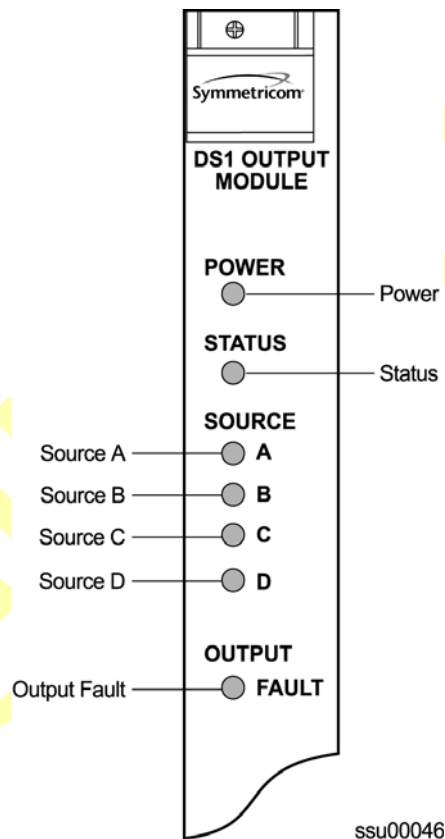 Symmetricom
DS1 OUTPUT
MODULE
POWER
Power
STATUS
Status
SOURCE
Source A
A
Source B
B
Source C
C
Source D
D
OUTPUT
Output Fault
FAULT
ssu00046